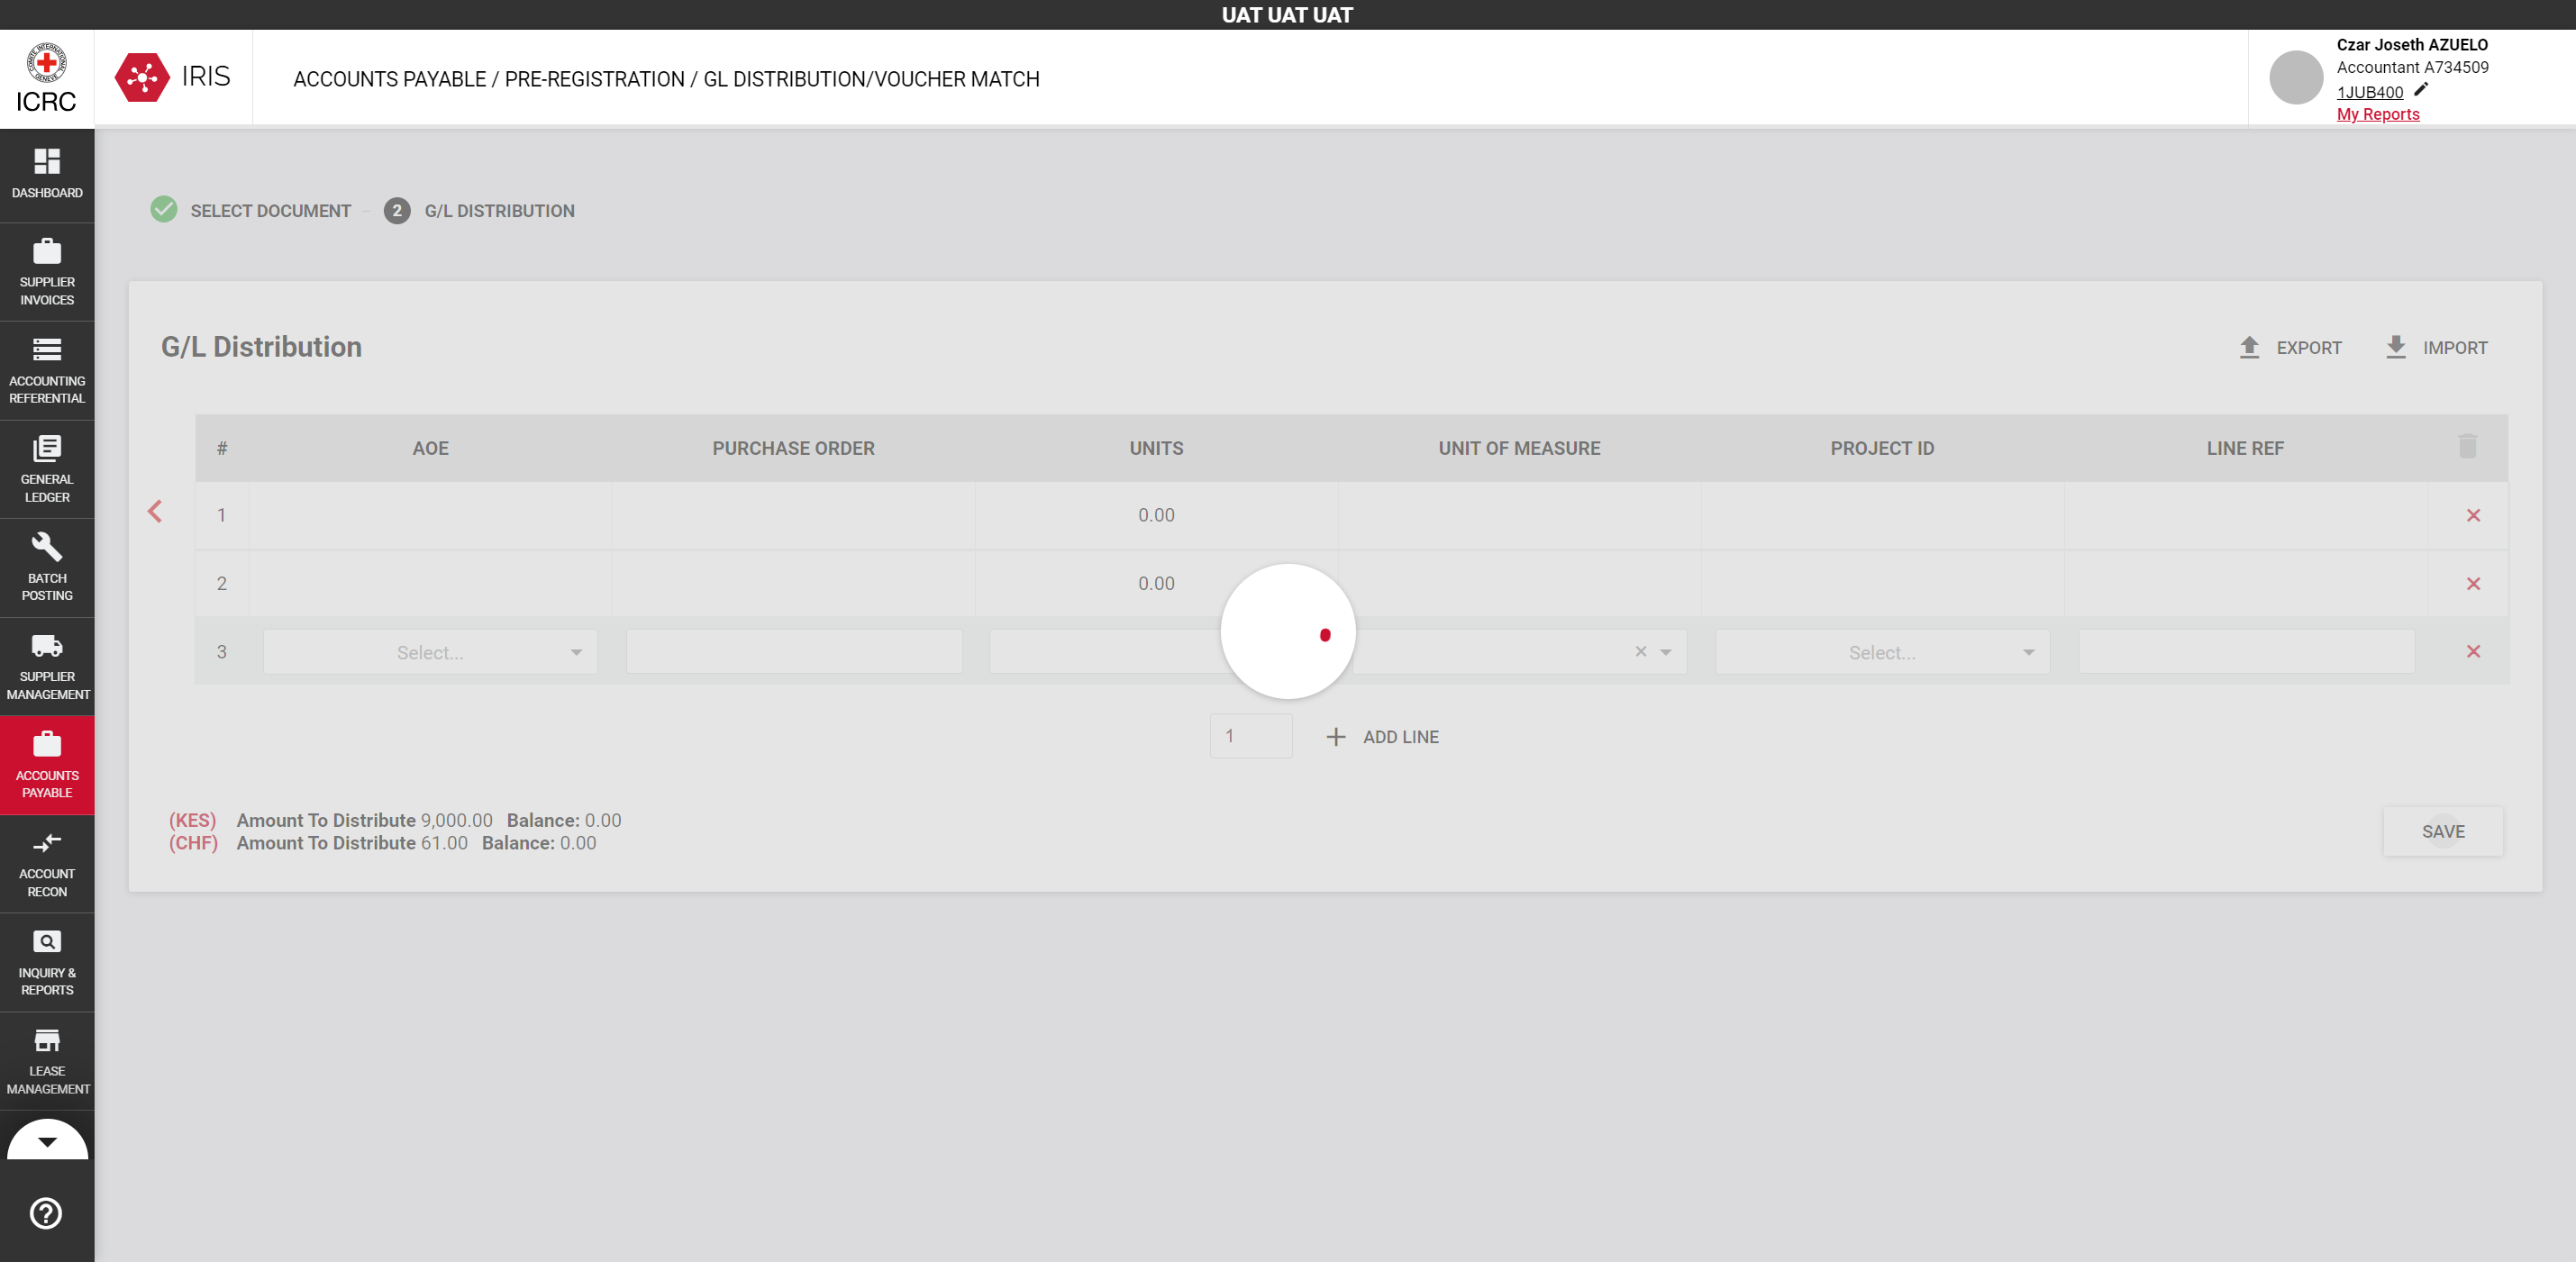 UAT UAT UAT
COMITE INTERNATIONAL GENEVE
ICRC
IRIS
ACCOUNTS PAYABLE / PRE-REGISTRATION / GL DISTRIBUTION/VOUCHER MATCH
Czar Joseth AZUELO
Accountant A734509
1JUB400
My Reports
DASHBOARD
SUPPLIER
INVOICES
ACCOUNTING
REFERENTIAL
GENERAL
LEDGER
BATCH
POSTING
SUPPLIER
MANAGEMENT
ACCOUNTS
PAYABLE
ACCOUNT
RECON
INQUIRY &
REPORTS
LEASE
MANAGEMENT
SELECT DOCUMENT
2 G/L DISTRIBUTION
G/L Distribution
EXPORT IMPORT
# AOE PURCHASE ORDER UNITS UNIT OF MEASURE PROJECT ID LINE REF
1 0.00
2 0.00
3 Select... Select...
1 ADD LINE
(KES) Amount To Distribute 9,000.00 Balance: 0.00
(CHF) Amount To Distribute 61.00 Balance: 0.00
SAVE